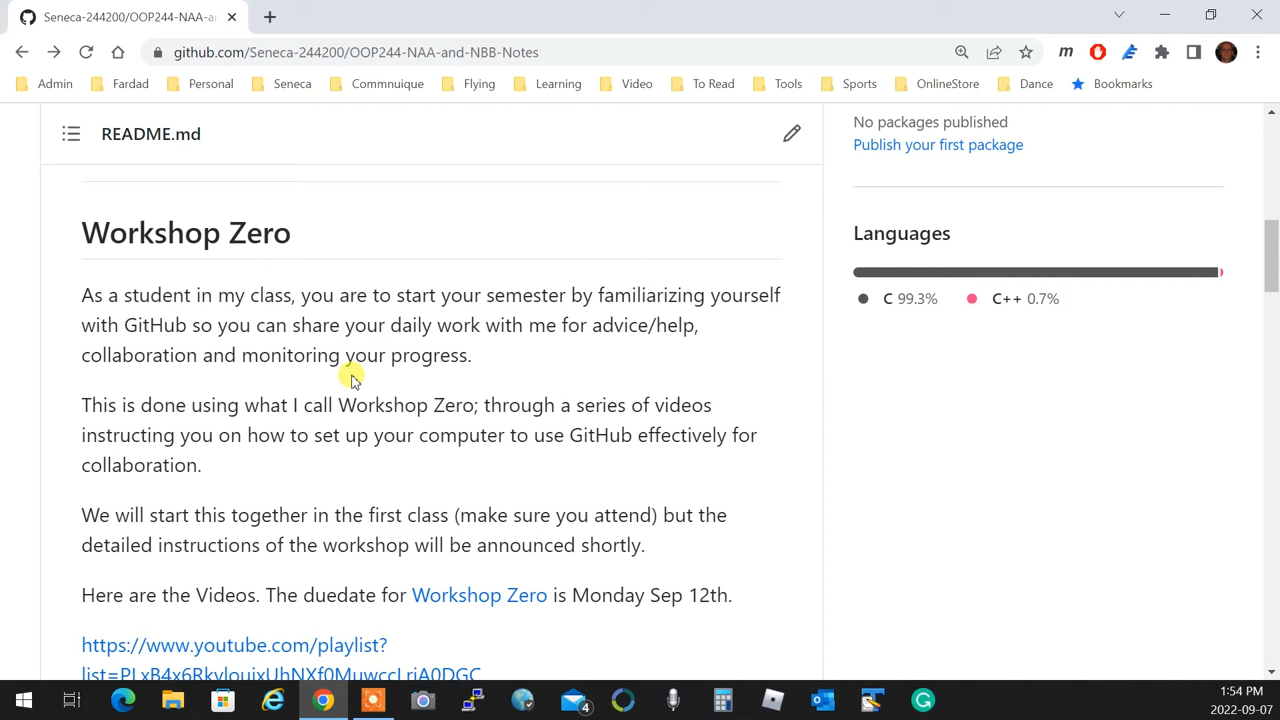 Seneca-244200/OOP244-NAA-an
github.com/Seneca-244200/OOP244-NAA-and-NBB-Notes
Admin Fardad Personal Seneca Commnuique Flying Learning Video To Read Tools Sports OnlineStore Dance Bookmarks
README.md
No packages published
Publish your first package
Workshop Zero
As a student in my class, you are to start your semester by familiarizing yourself
with GitHub so you can share your daily work with me for advice/help,
collaboration and monitoring your progress.
This is done using what I call Workshop Zero; through a series of videos
instructing you on how to set up your computer to use GitHub effectively for
collaboration.
We will start this together in the first class (make sure you attend) but the
detailed instructions of the workshop will be announced shortly.
Here are the Videos. The duedate for Workshop Zero is Monday Sep 12th.
https://www.youtube.com/playlist?
Languages
C 99.3% C++ 0.7%
4
1:54 PM
2022-09-07